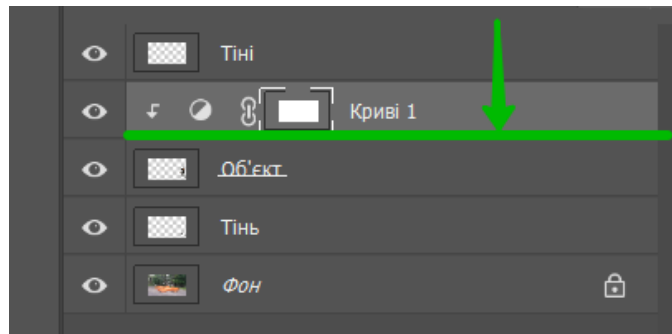 Тіні
Криві 1
Об'єкт
Тінь
Фон